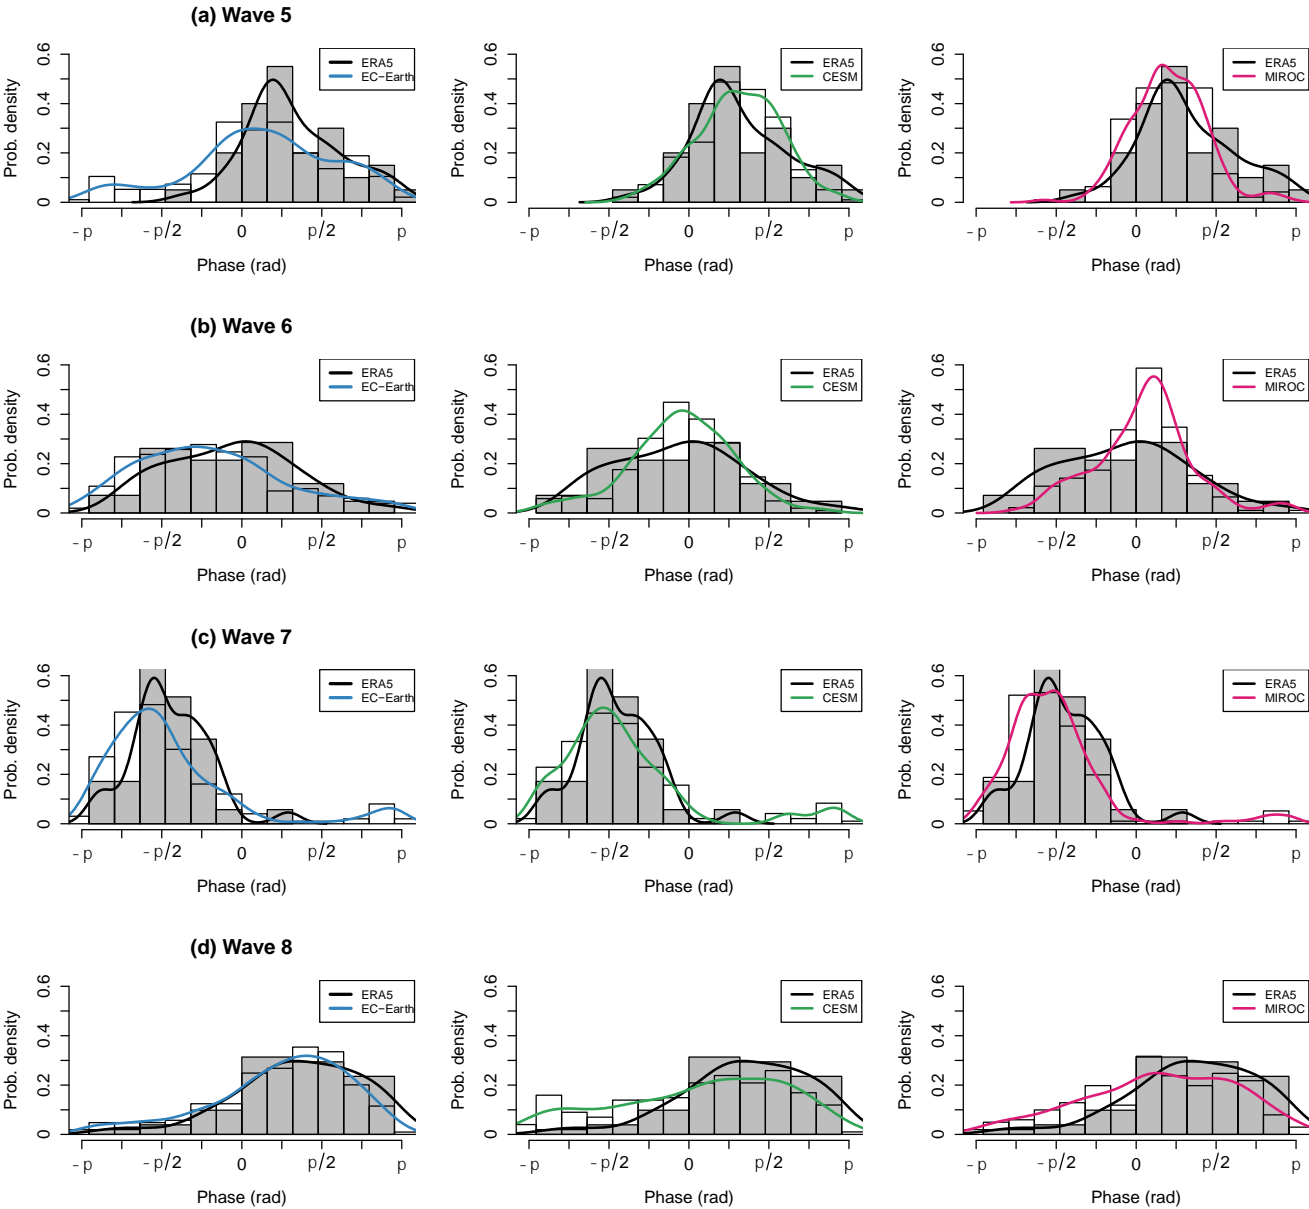 (a) Wave 5
Prob. density
0 0.2 0.4 0.6
ERA5
EC−Earth
- p - p/2 0 p/2 p
Phase (rad)
Prob. density
0 0.2 0.4 0.6
ERA5
CESM
- p - p/2 0 p/2 p
Phase (rad)
Prob. density
0 0.2 0.4 0.6
ERA5
MIROC
- p - p/2 0 p/2 p
Phase (rad)
(b) Wave 6
Prob. density
0 0.2 0.4 0.6
ERA5
EC−Earth
- p - p/2 0 p/2 p
Phase (rad)
Prob. density
0 0.2 0.4 0.6
ERA5
CESM
- p - p/2 0 p/2 p
Phase (rad)
Prob. density
0 0.2 0.4 0.6
ERA5
MIROC
- p - p/2 0 p/2 p
Phase (rad)
(c) Wave 7
Prob. density
0 0.2 0.4 0.6
ERA5
EC−Earth
- p - p/2 0 p/2 p
Phase (rad)
Prob. density
0 0.2 0.4 0.6
ERA5
CESM
- p - p/2 0 p/2 p
Phase (rad)
Prob. density
0 0.2 0.4 0.6
ERA5
MIROC
- p - p/2 0 p/2 p
Phase (rad)
(d) Wave 8
Prob. density
0 0.2 0.4 0.6
ERA5
EC−Earth
- p - p/2 0 p/2 p
Phase (rad)
Prob. density
0 0.2 0.4 0.6
ERA5
CESM
- p - p/2 0 p/2 p
Phase (rad)
Prob. density
0 0.2 0.4 0.6
ERA5
MIROC
- p - p/2 0 p/2 p
Phase (rad)